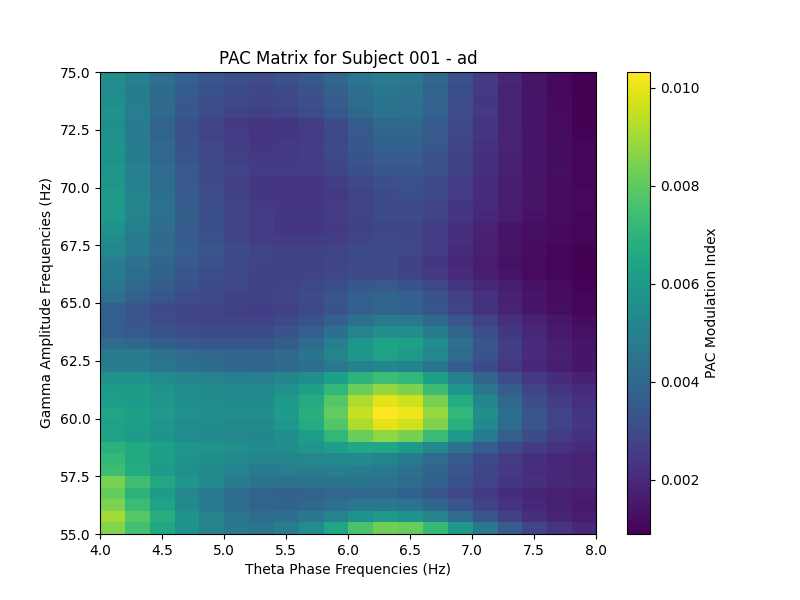 PAC Matrix for Subject 001 - ad
75.0
72.5
70.0
67.5
65.0
62.5
60.0
57.5
55.0
Gamma Amplitude Frequencies (Hz)
4.0 4.5 5.0 5.5 6.0 6.5 7.0 7.5 8.0
Theta Phase Frequencies (Hz)
0.010
0.008
0.006
0.004
0.002
PAC Modulation Index